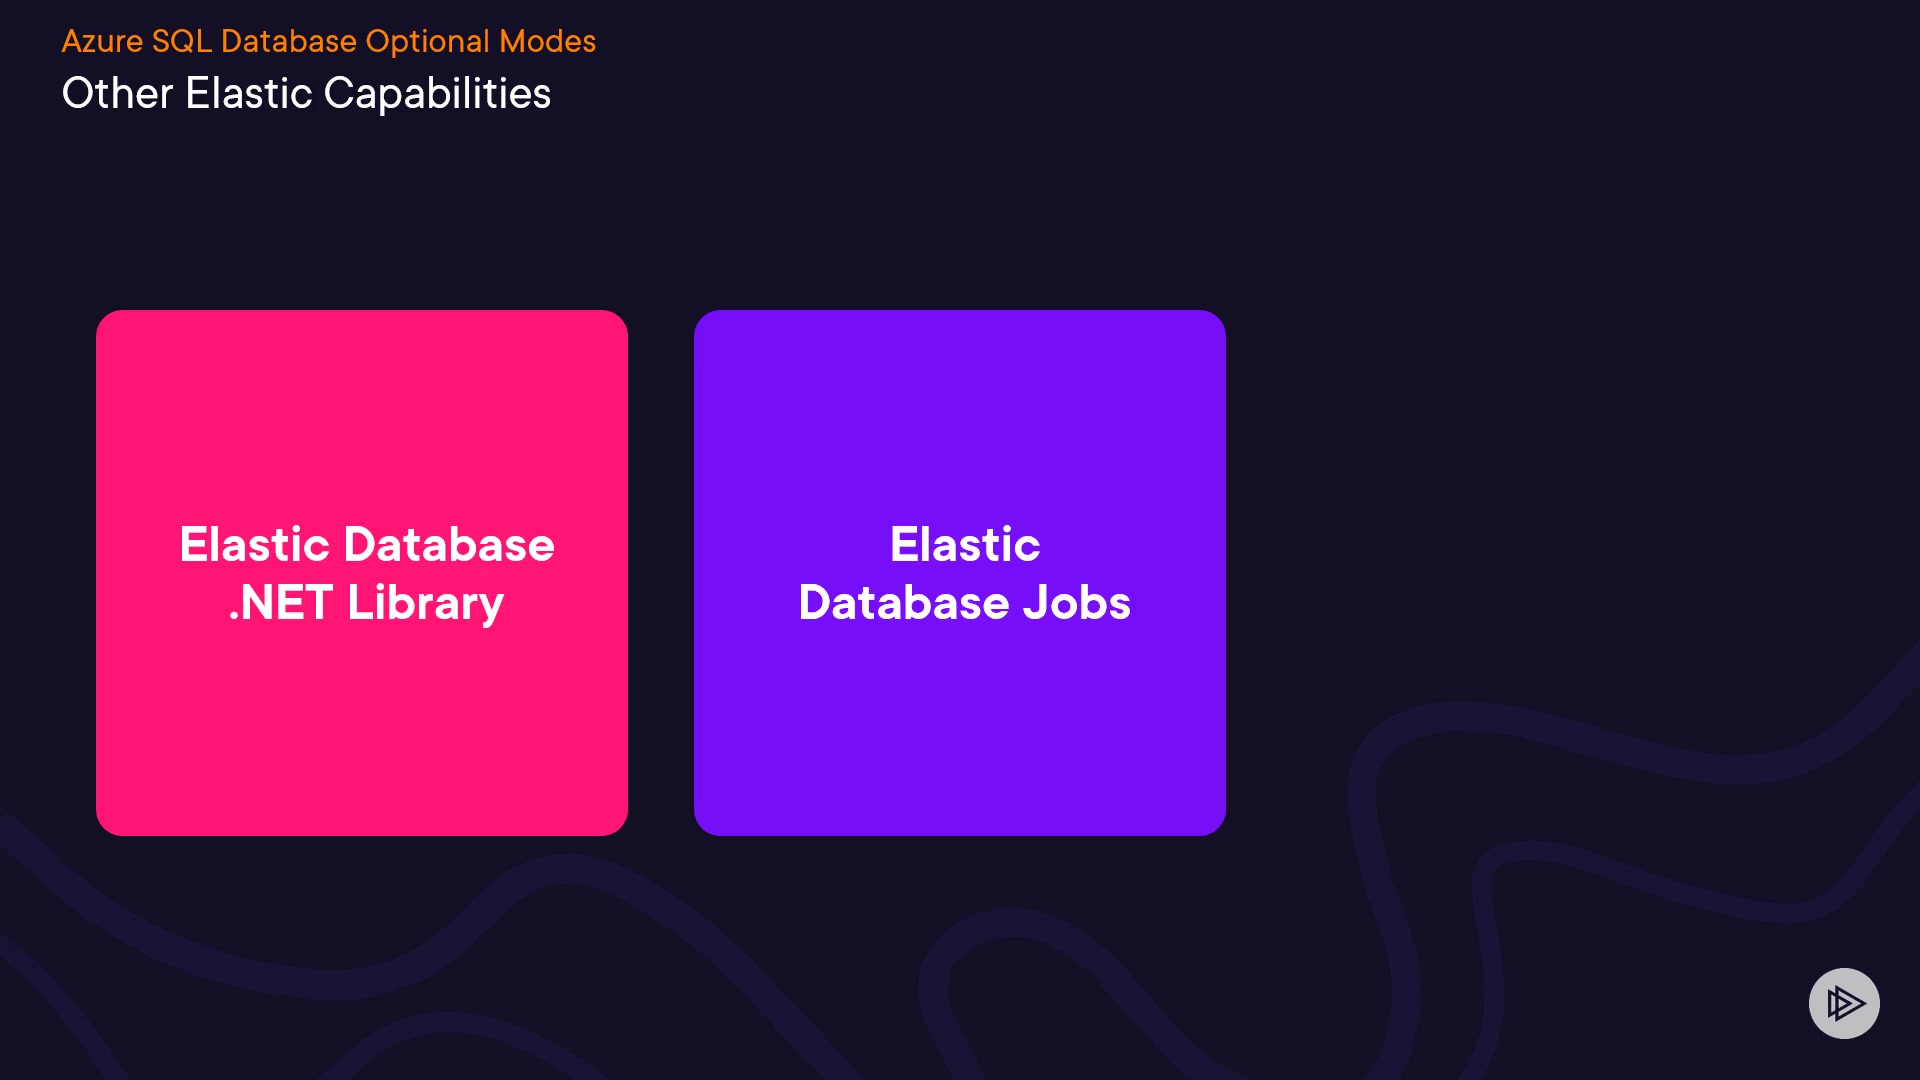 Azure SQL Database Optional Modes
Other Elastic Capabilities
Elastic Database
.NET Library
Elastic
Database Jobs